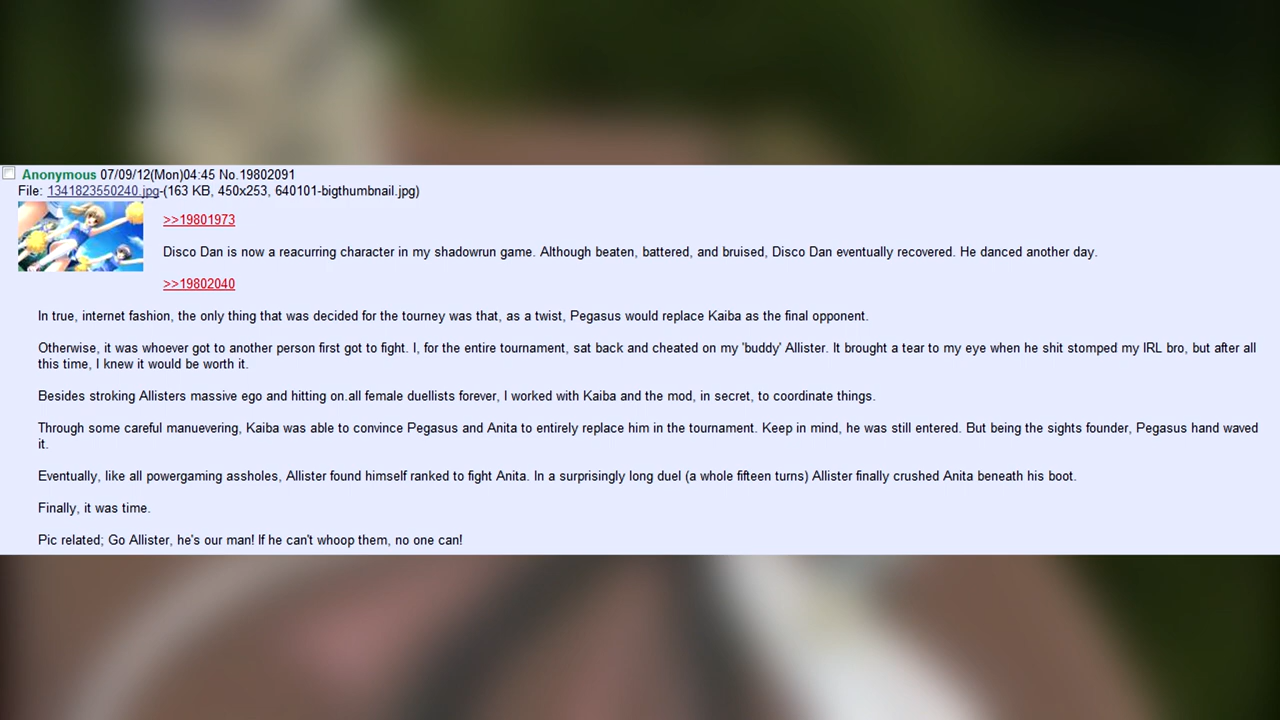 Anonymous 07/09/12(Mon)04:45 No.19802091
File: 1341823550240.jpg-(163 KB, 450x253, 640101-bigthumbnail.jpg)
>>19801973
Disco Dan is now a reacurring character in my shadowrun game. Although beaten, battered, and bruised, Disco Dan eventually recovered. He danced another day.
>>19802040
In true, internet fashion, the only thing that was decided for the tourney was that, as a twist, Pegasus would replace Kaiba as the final opponent.
Otherwise, it was whoever got to another person first got to fight. I, for the entire tournament, sat back and cheated on my 'buddy' Allister. It brought a tear to my eye when he shit stomped my IRL bro, but after all
this time, I knew it would be worth it.
Besides stroking Allisters massive ego and hitting on.all female duellists forever, I worked with Kaiba and the mod, in secret, to coordinate things.
Through some careful manuevering, Kaiba was able to convince Pegasus and Anita to entirely replace him in the tournament. Keep in mind, he was still entered. But being the sights founder, Pegasus hand waved
it.
Eventually, like all powergaming assholes, Allister found himself ranked to fight Anita. In a surprisingly long duel (a whole fifteen turns) Allister finally crushed Anita beneath his boot.
Finally, it was time.
Pic related; Go Allister, he's our man! If he can't whoop them, no one can!